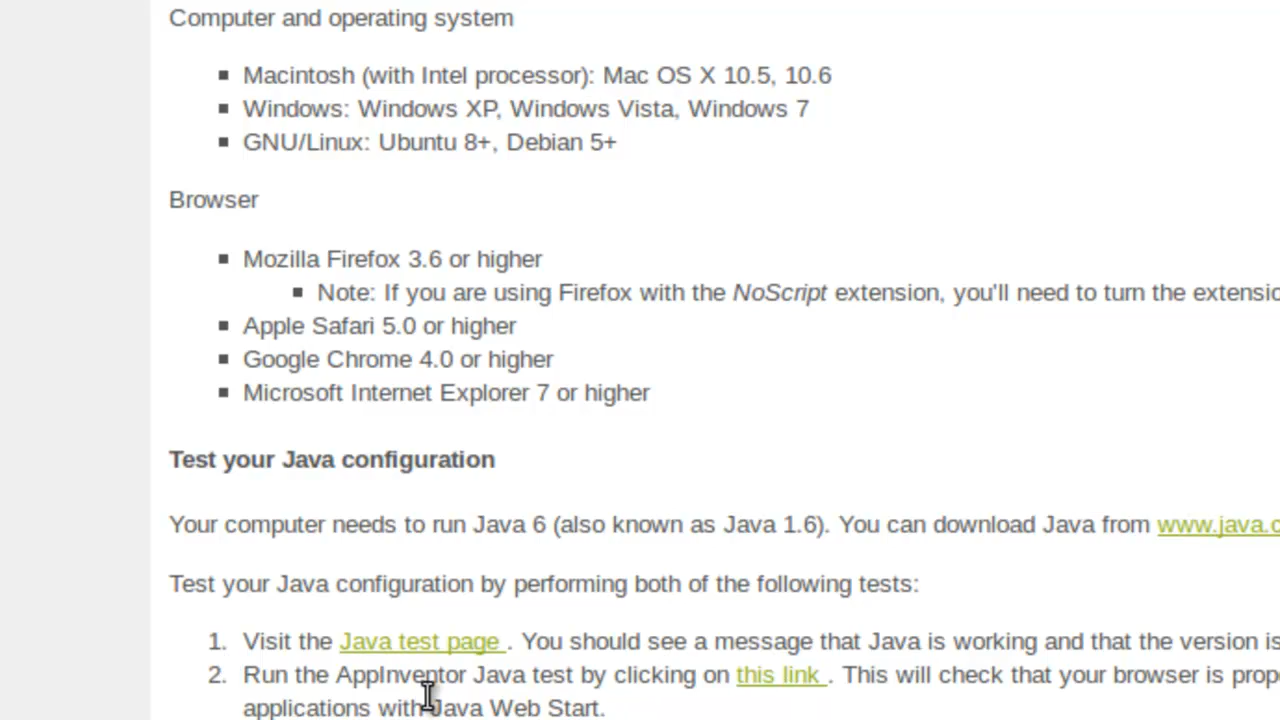 Computer and operating system
Macintosh (with Intel processor): Mac OS X 10.5, 10.6
Windows: Windows XP, Windows Vista, Windows 7
GNU/Linux: Ubuntu 8+, Debian 5+
Browser
Mozilla Firefox 3.6 or higher
Note: If you are using Firefox with the NoScript extension, you'll need to turn the extensio
Apple Safari 5.0 or higher
Google Chrome 4.0 or higher
Microsoft Internet Explorer 7 or higher
Test your Java configuration
Your computer needs to run Java 6 (also known as Java 1.6). You can download Java from www.java.c
Test your Java configuration by performing both of the following tests:
1. Visit the Java test page . You should see a message that Java is working and that the version is
2. Run the AppInventor Java test by clicking on this link . This will check that your browser is prope
applications with Java Web Start.